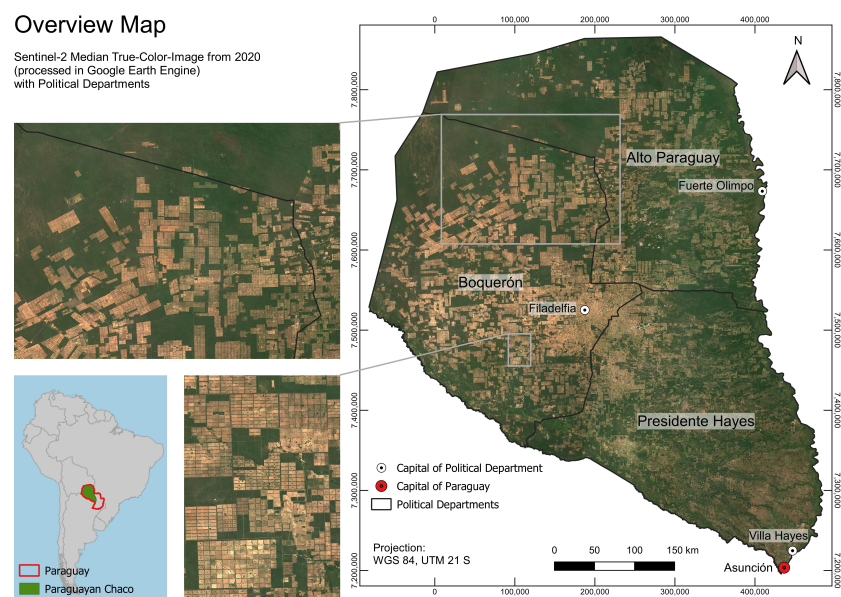 Overview Map
Sentinel-2 Median True-Color-Image from 2020
(processed in Google Earth Engine)
with Political Departments
0
100,000
200,000
300,000
400,000
N
7.800,000
7.700,000
7.600,000
7.500,000
7.400,000
7.300,000
7.200,000
7.800,000
7.700,000
7.600,000
7.500,000
7.400,000
7.300,000
7.200,000
Alto Paraguay
Fuerte Olimpo
Boquerón
Filadelfia
Presidente Hayes
Villa Hayes
Asunción
Capital of Political Department
Capital of Paraguay
Political Departments
Projection:
WGS 84, UTM 21 S
0 50 100 150 km
0
100,000
200,000
300,000
400,000
Paraguay
Paraguayan Chaco